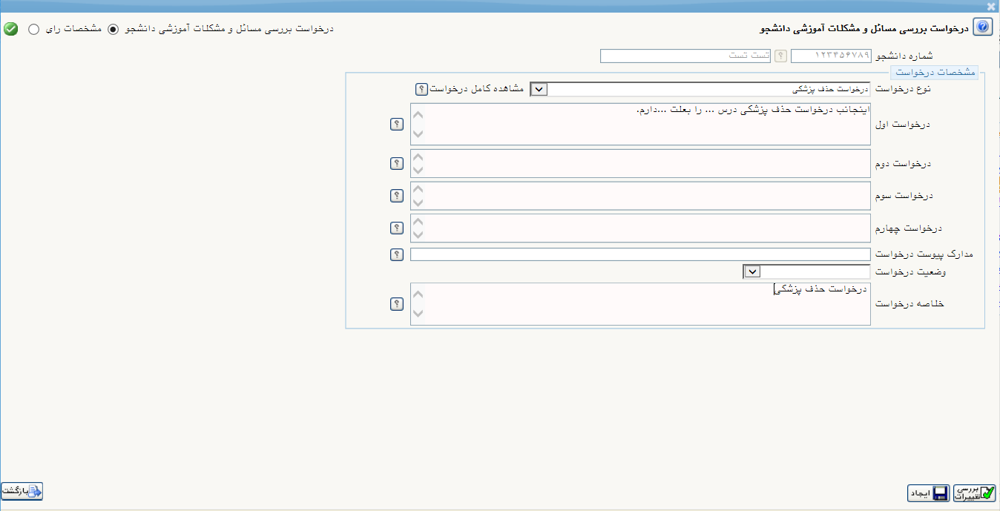 درخواست بررسی مسائل و مشکلات آموزشی دانشجو
درخواست بررسی مسائل و مشکلات آموزشی دانشجو مشخصات رای
شماره دانشجو ۱۲۳۴۵۶۷۸۹ ؟ تست تست
مشخصات درخواست
نوع درخواست درخواست حذف پزشکی مشاهده کامل درخواست ؟
درخواست اول اینجانب درخواست حذف پزشکی درس ... را بعلت ...دارم. ؟
درخواست دوم ؟
درخواست سوم ؟
درخواست چهارم ؟
مدارک پیوست درخواست ؟
وضعیت درخواست
خلاصه درخواست درخواست حذف پزشکی ؟
بررسی تغییرات ایجاد بازگشت